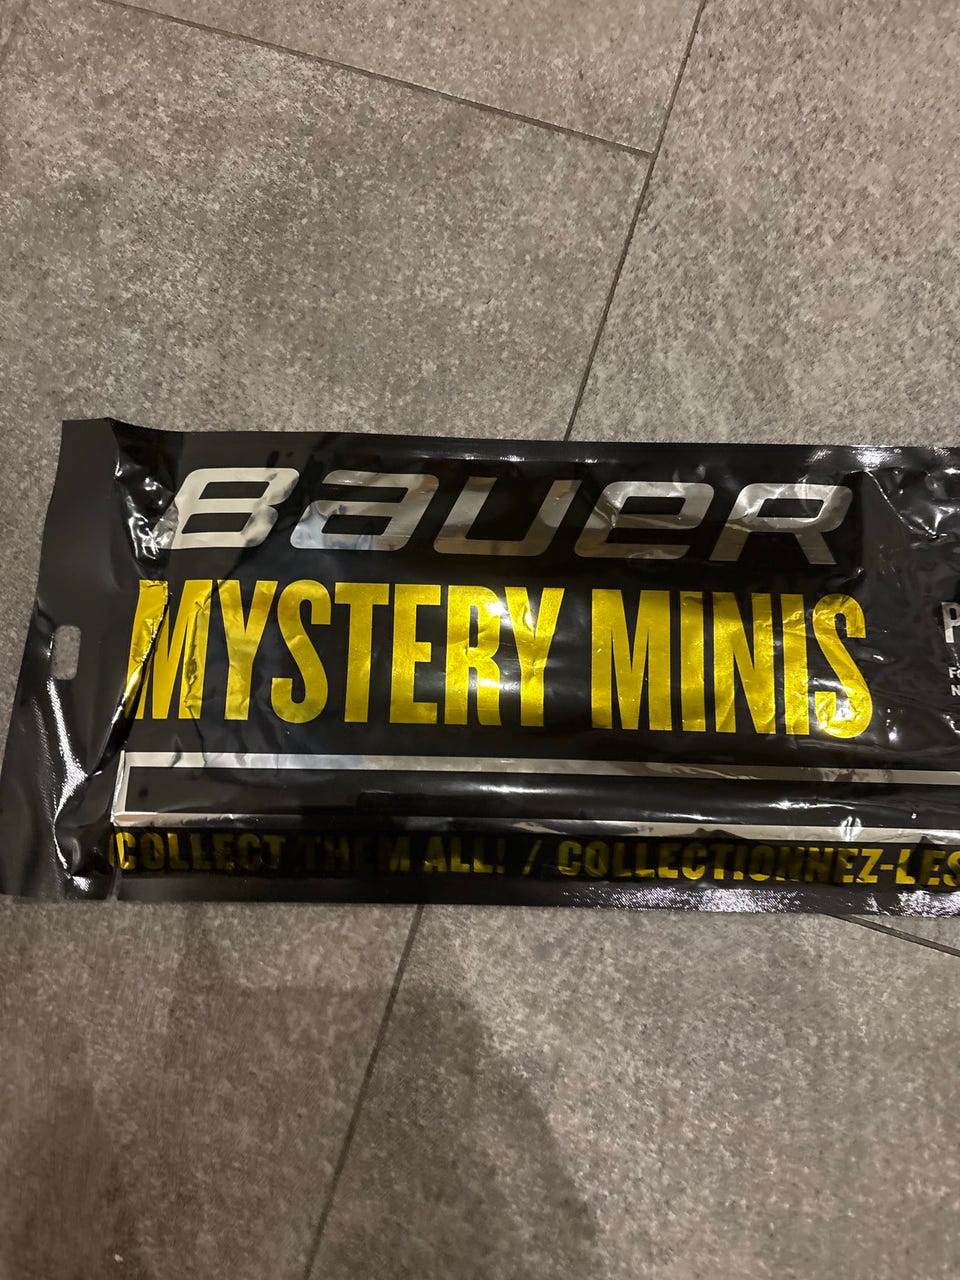 BAUER
MYSTERY MINIS
COLLECT THEM ALL! / COLLECTIONNEZ-LES